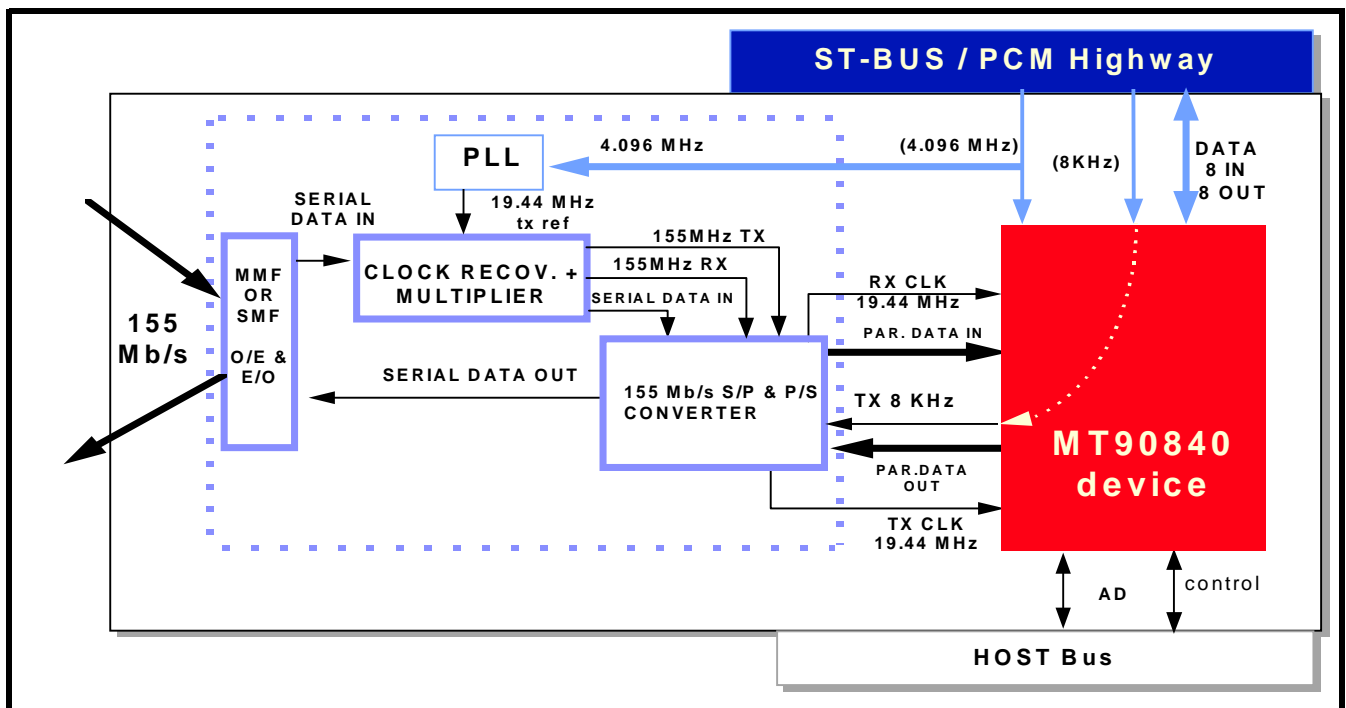 ST-BUS / PCM Highway
PLL
4.096 MHz
(4.096 MHz)
(8KHz)
DATA
8 IN
8 OUT
SERIAL
DATA IN
19.44 MHz
tx ref
155MHz TX
155MHz RX
SERIAL DATA IN
CLOCK RECOV. +
MULTIPLIER
MMF
OR
SMF
O/E &
E/O
155
Mb/s
RX CLK
19.44 MHz
PAR. DATA IN
SERIAL DATA OUT
155 Mb/s S/P & P/S
CONVERTER
TX 8 KHz
PAR.DATA
OUT
TX CLK
19.44 MHz
MT90840
device
AD
control
HOST Bus